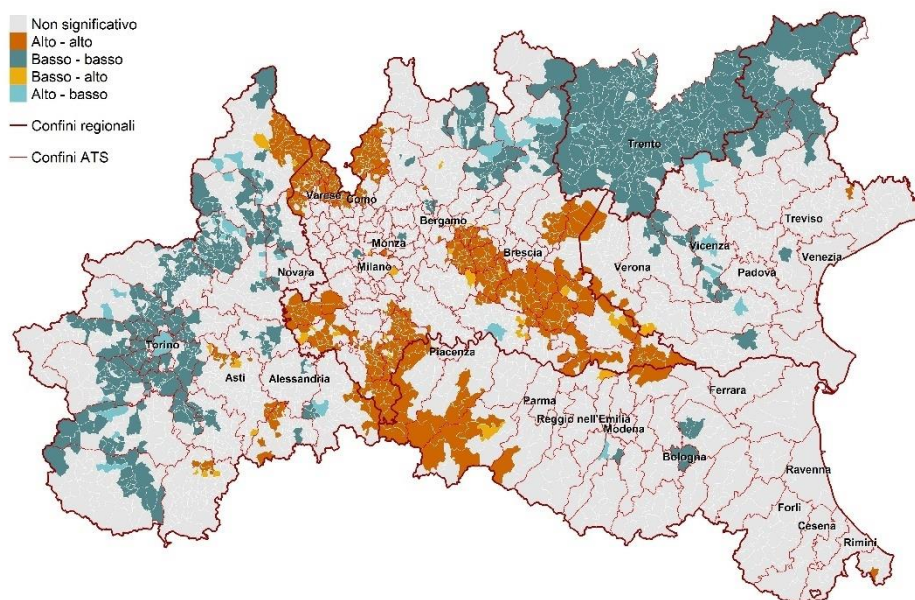 Non significativo
Alto - alto
Basso - basso
Basso - alto
Alto - basso
Confini regionali
Confini ATS
Trento
Varese
Como
Bergamo
Treviso
Monza
Brescia
Vicenza
Milano
Novara
Verona
Padova
Venezia
Torino
Piacenza
Asti
Alessandria
Parma
Ferrara
Reggio nell'Emilia
Modena
Bologna
Ravenna
Forlì
Cesena
Rimini